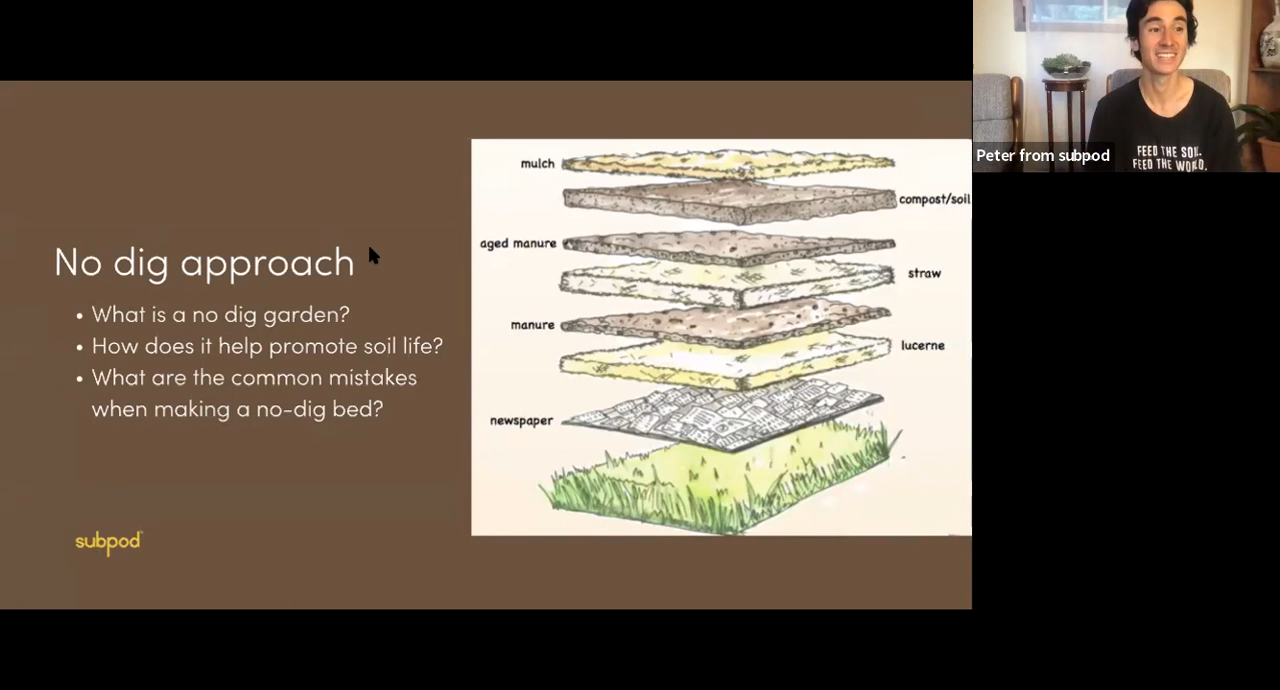 Peter from subpod
FEED THE SOIL.
FEED THE WORLD.
No dig approach
• What is a no dig garden?
• How does it help promote soil life?
• What are the common mistakes
when making a no-dig bed?
subpod
mulch
compost/soil
aged manure
straw
manure
lucerne
newspaper